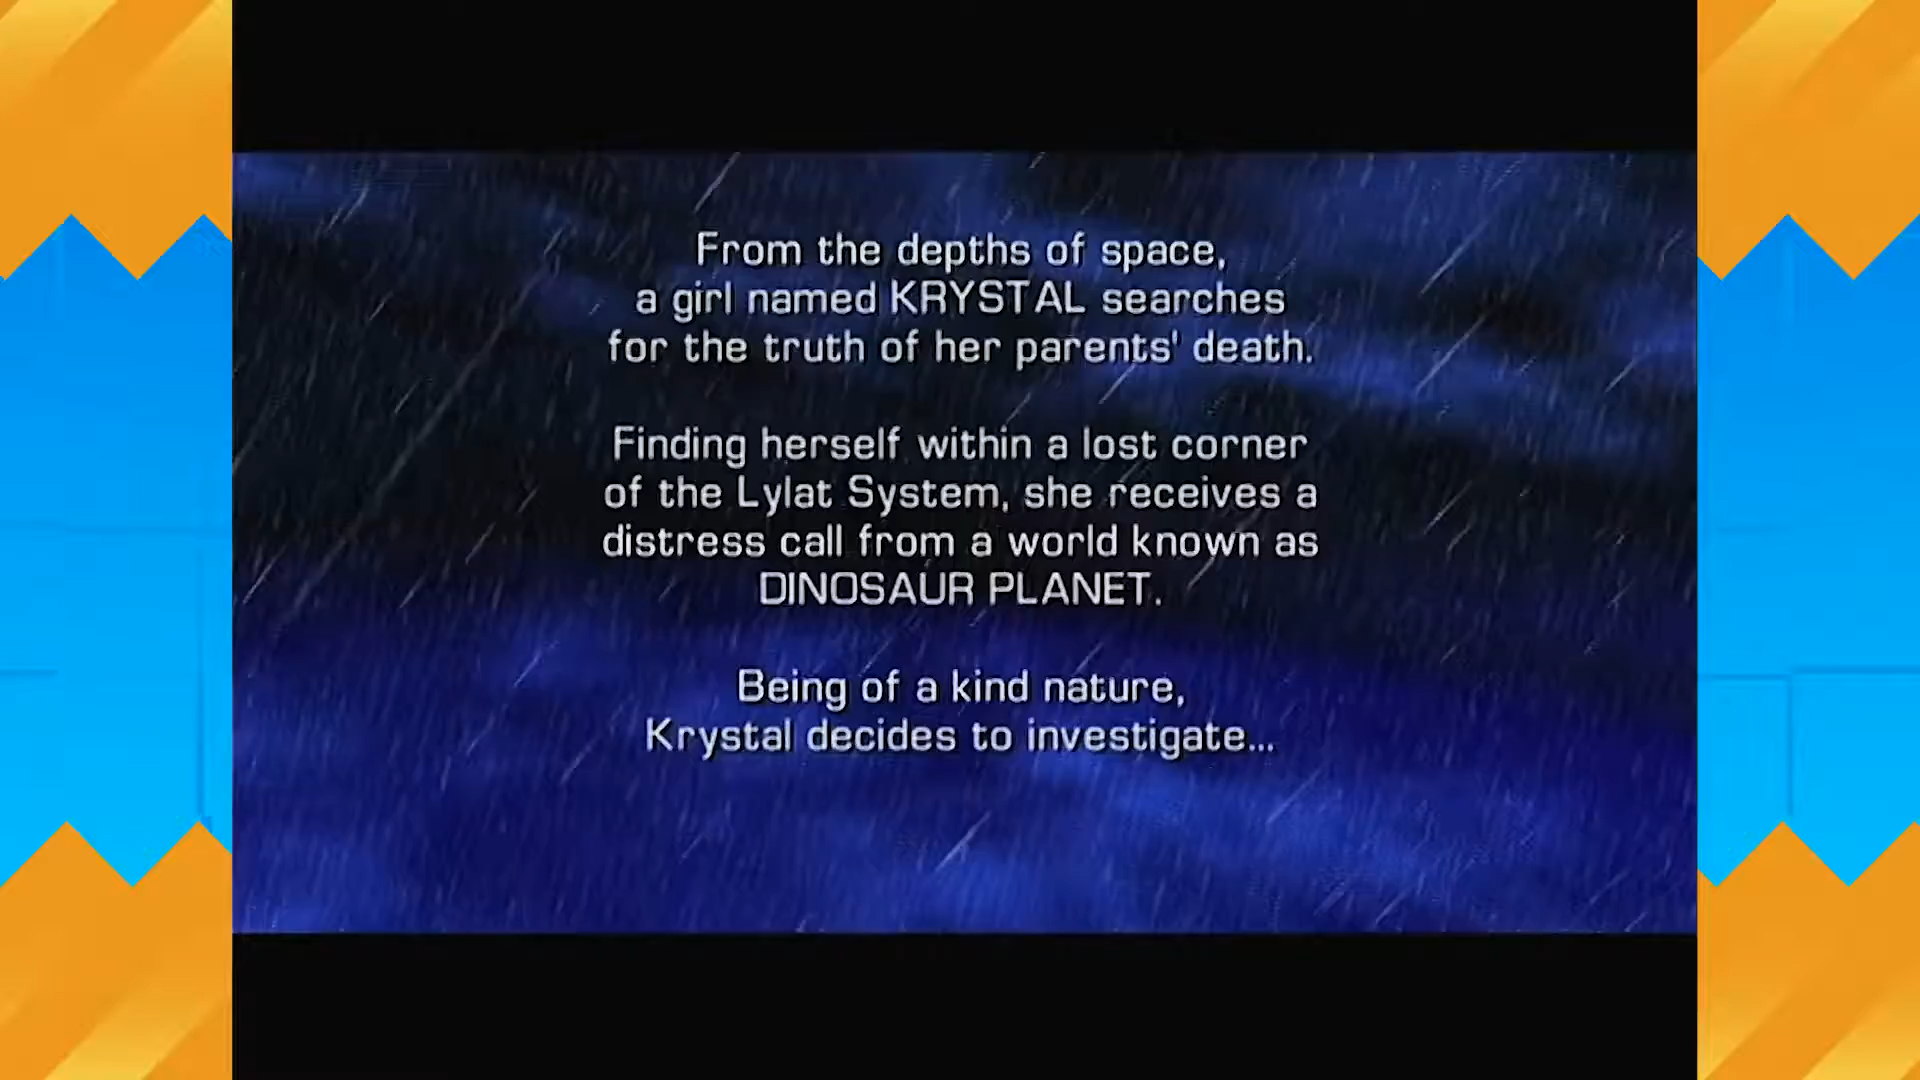 From the depths of space,
a girl named KRYSTAL searches
for the truth of her parents' death.
Finding herself within a lost corner
of the Lylat System, she receives a
distress call from a world known as
DINOSAUR PLANET.
Being of a kind nature,
Krystal decides to investigate...